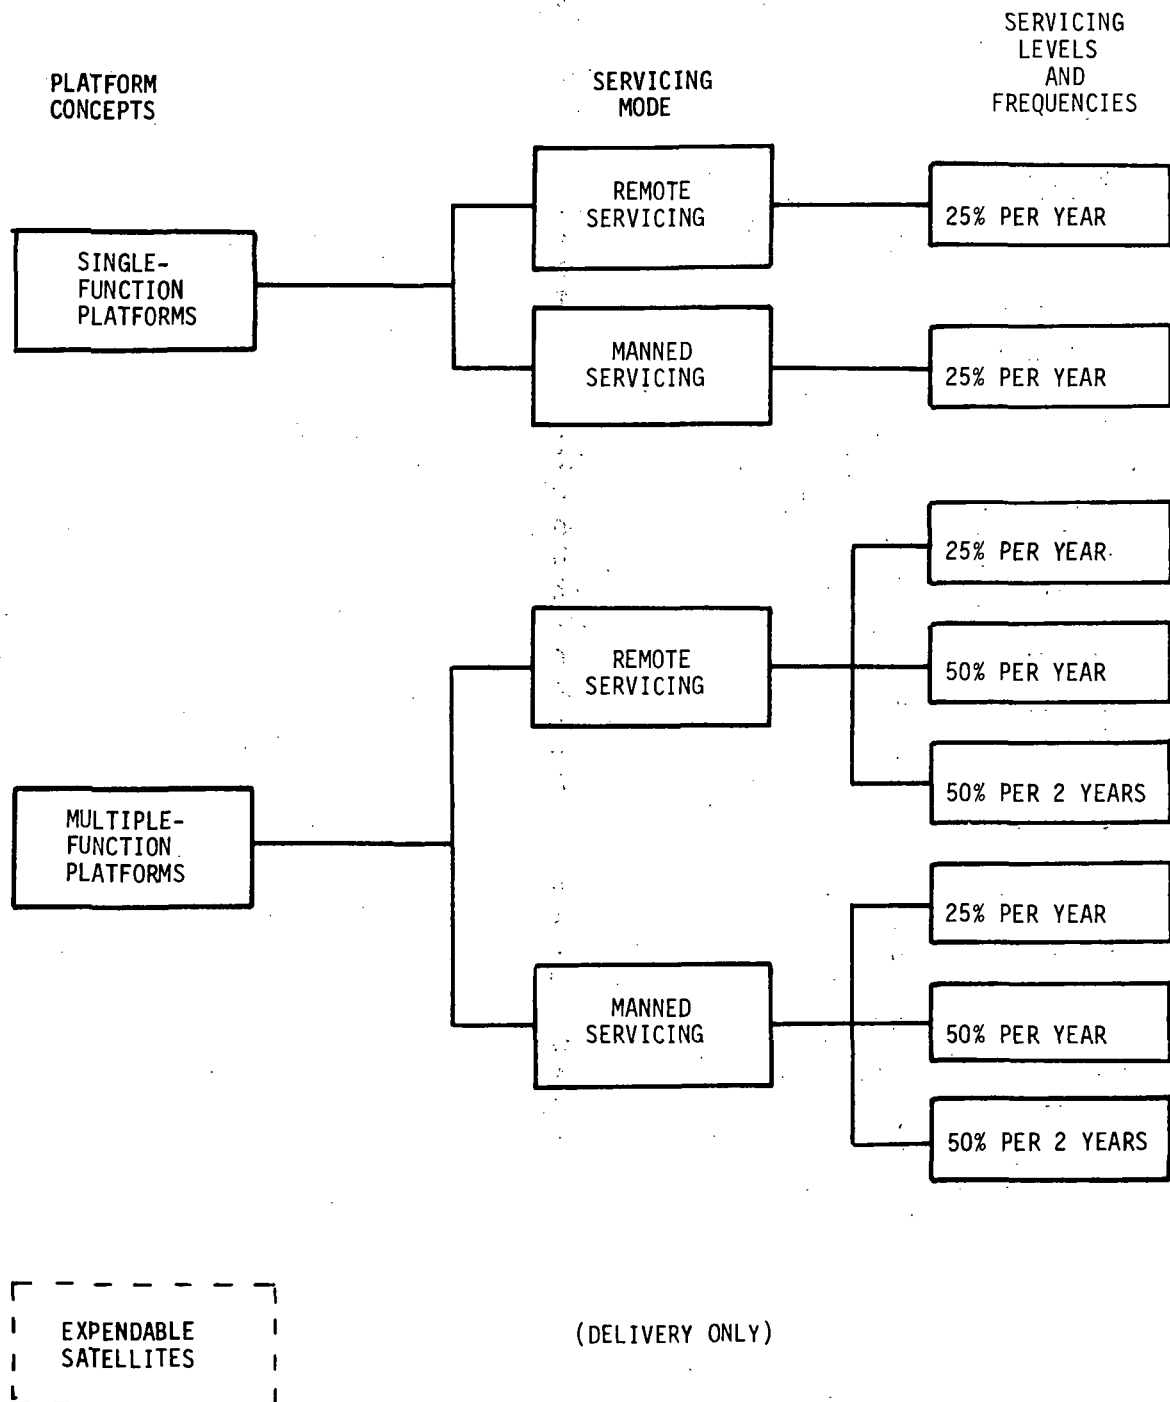 PLATFORM
CONCEPTS
SERVICING
MODE
SERVICING
LEVELS
AND
FREQUENCIES
SINGLE-
FUNCTION
PLATFORMS
REMOTE
SERVICING
25% PER YEAR
MANNED
SERVICING
25% PER YEAR
MULTIPLE-
FUNCTION
PLATFORMS
REMOTE
SERVICING
25% PER YEAR
50% PER YEAR
50% PER 2 YEARS
MANNED
SERVICING
25% PER YEAR
50% PER YEAR
50% PER 2 YEARS
EXPENDABLE
SATELLITES
(DELIVERY ONLY)